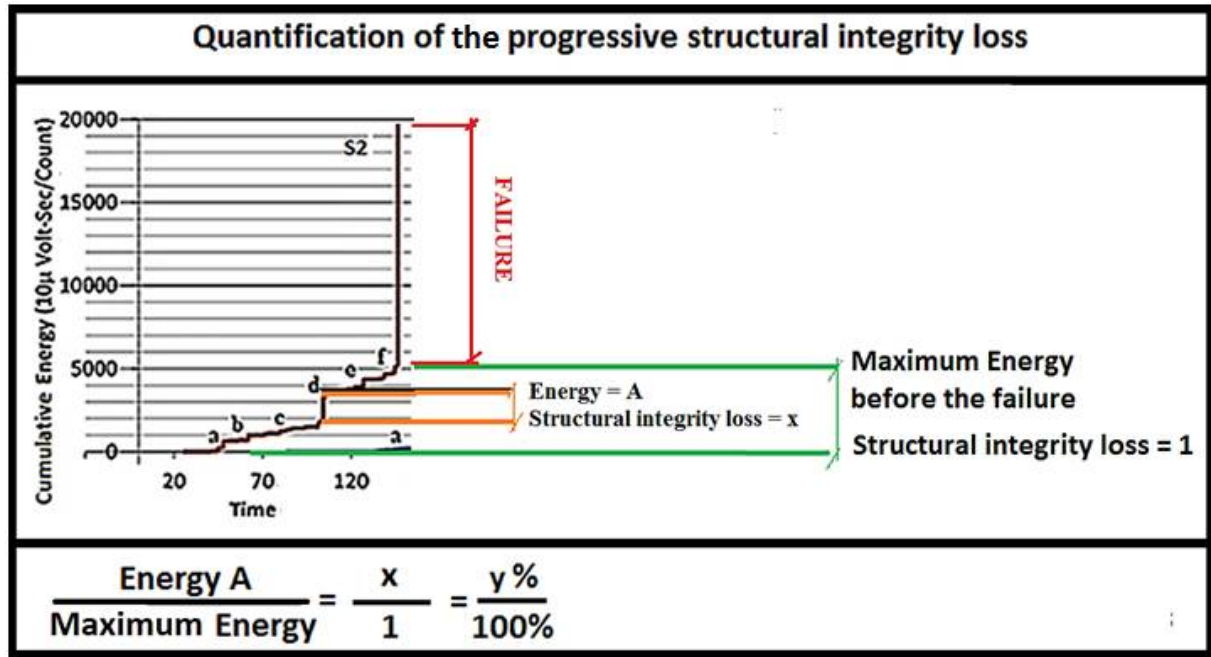 Quantification of the progressive structural integrity loss
Cumulative Energy (10μ Volt-Sec/Count)
20000
15000
10000
5000
0
S2
a
b
c
d
e
f
a
20
70
120
Time
FAILURE
Energy = A
Structural integrity loss = x
Maximum Energy
before the failure
Structural integrity loss = 1
Energy A
Maximum Energy
=
x
1
=
y %
100%